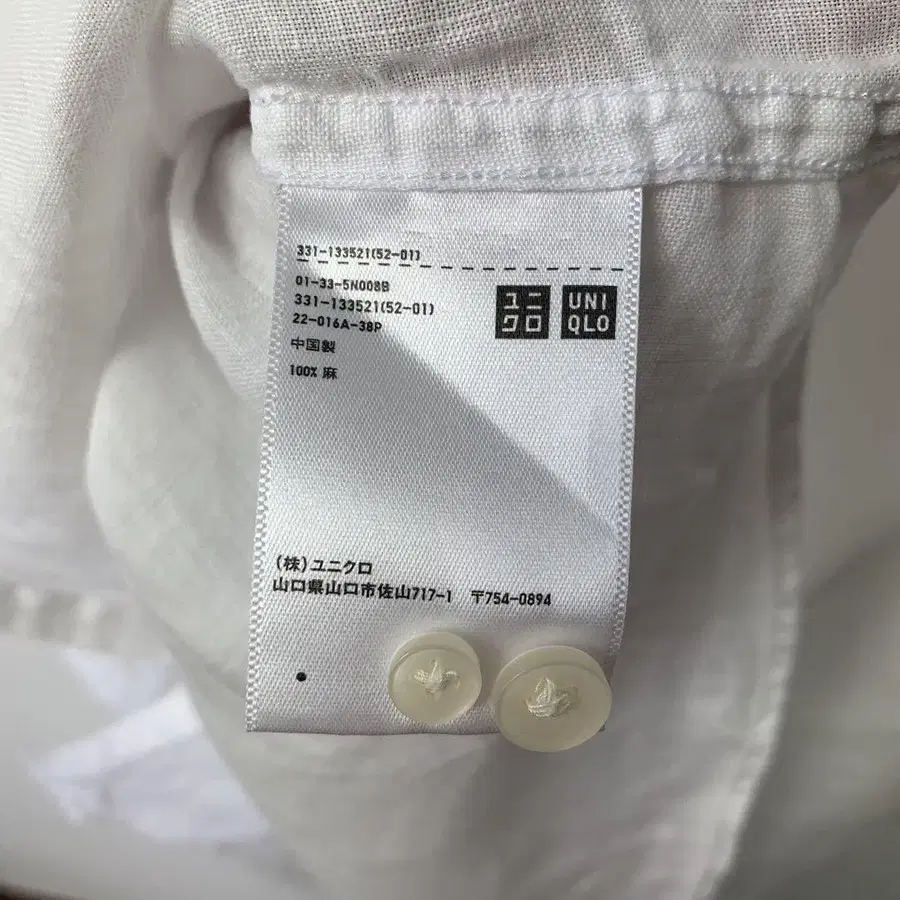 331-133521(52-01)
01-33-5N008B
331-133521(52-01)
22-016A-38P
中国製
100% 麻
ユニ
クロ
UNI
QLO
(株)ユニクロ
山口県山口市佐山717-1 〒754-0894